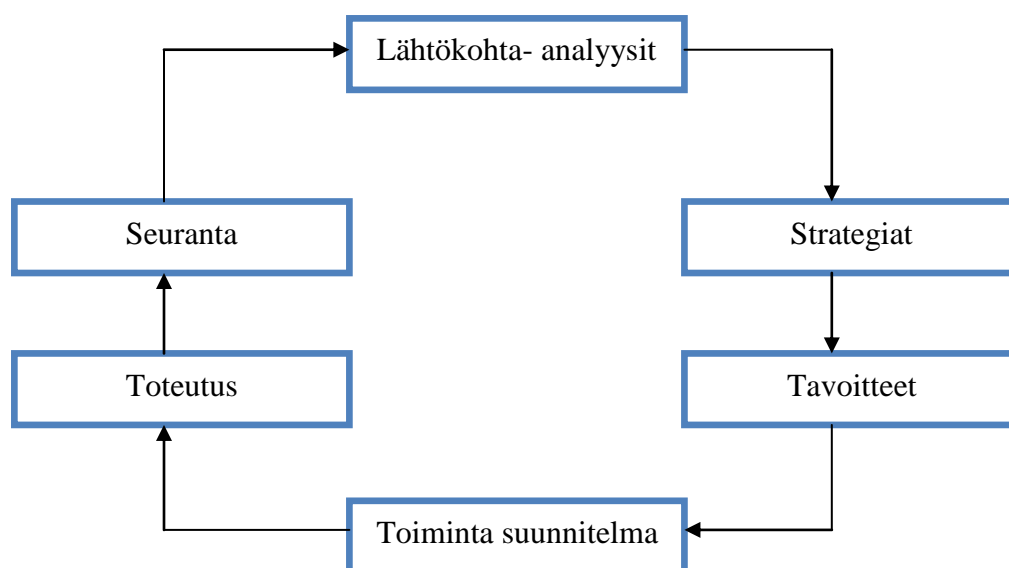 Lähtökohta- analyysit
Seuranta
Strategiat
Toteutus
Tavoitteet
Toiminta suunnitelma